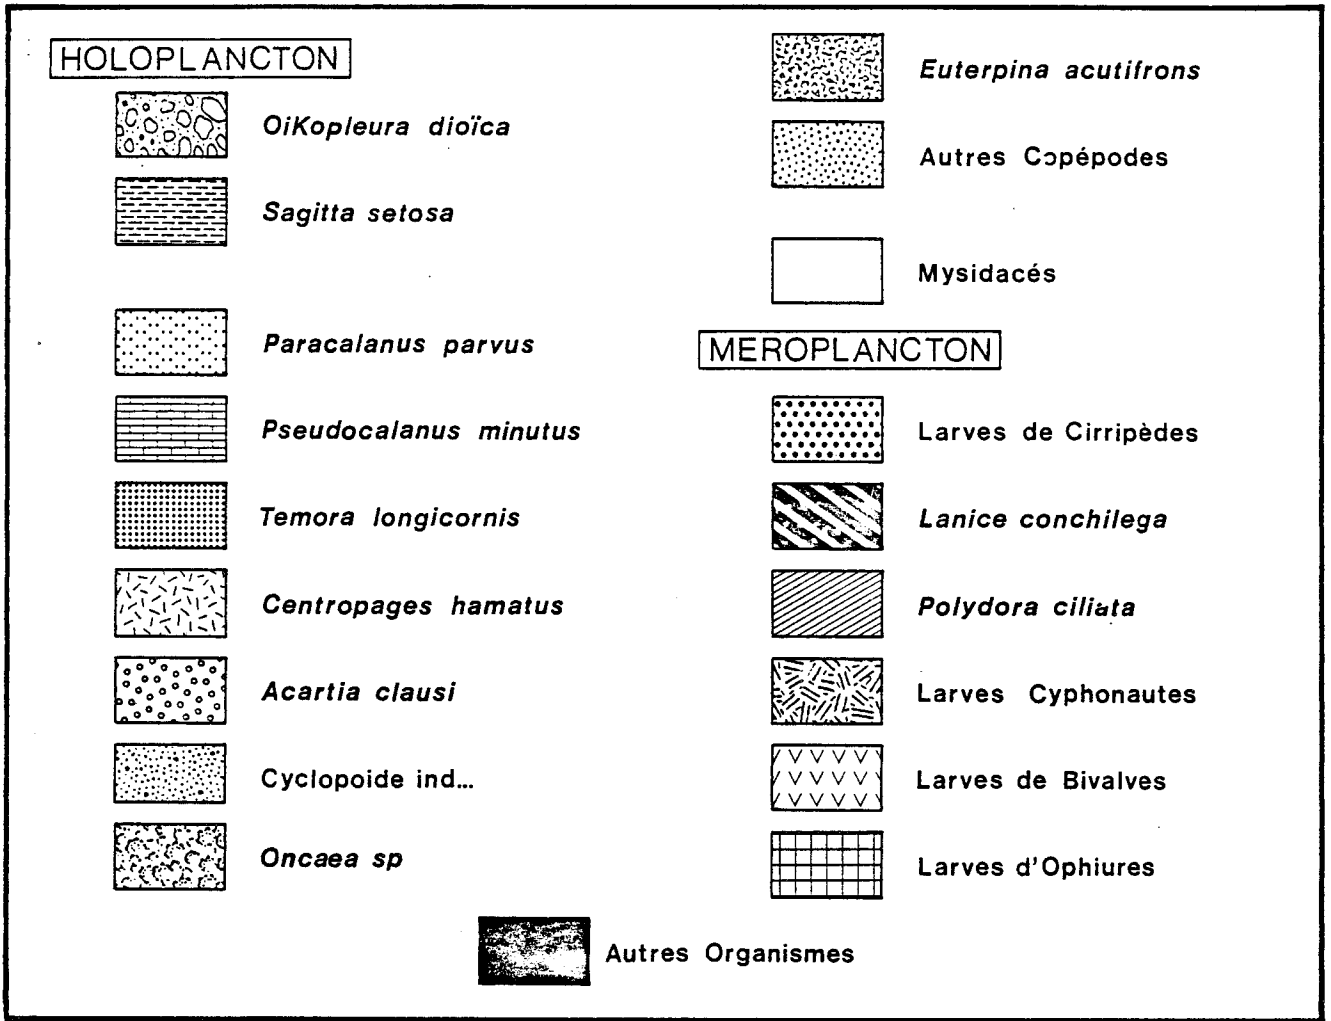 HOLOPLANCTON
OiKopleura dioïca
Sagitta setosa
Paracalanus parvus
Pseudocalanus minutus
Temora longicornis
Centropages hamatus
Acartia clausi
Cyclopoide ind...
Oncaea sp
Euterpina acutifrons
Autres Copépodes
Mysidacés
MEROPLANCTON
Larves de Cirripèdes
Lanice conchilega
Polydora ciliata
Larves Cyphonautes
Larves de Bivalves
Larves d'Ophiures
Autres Organismes